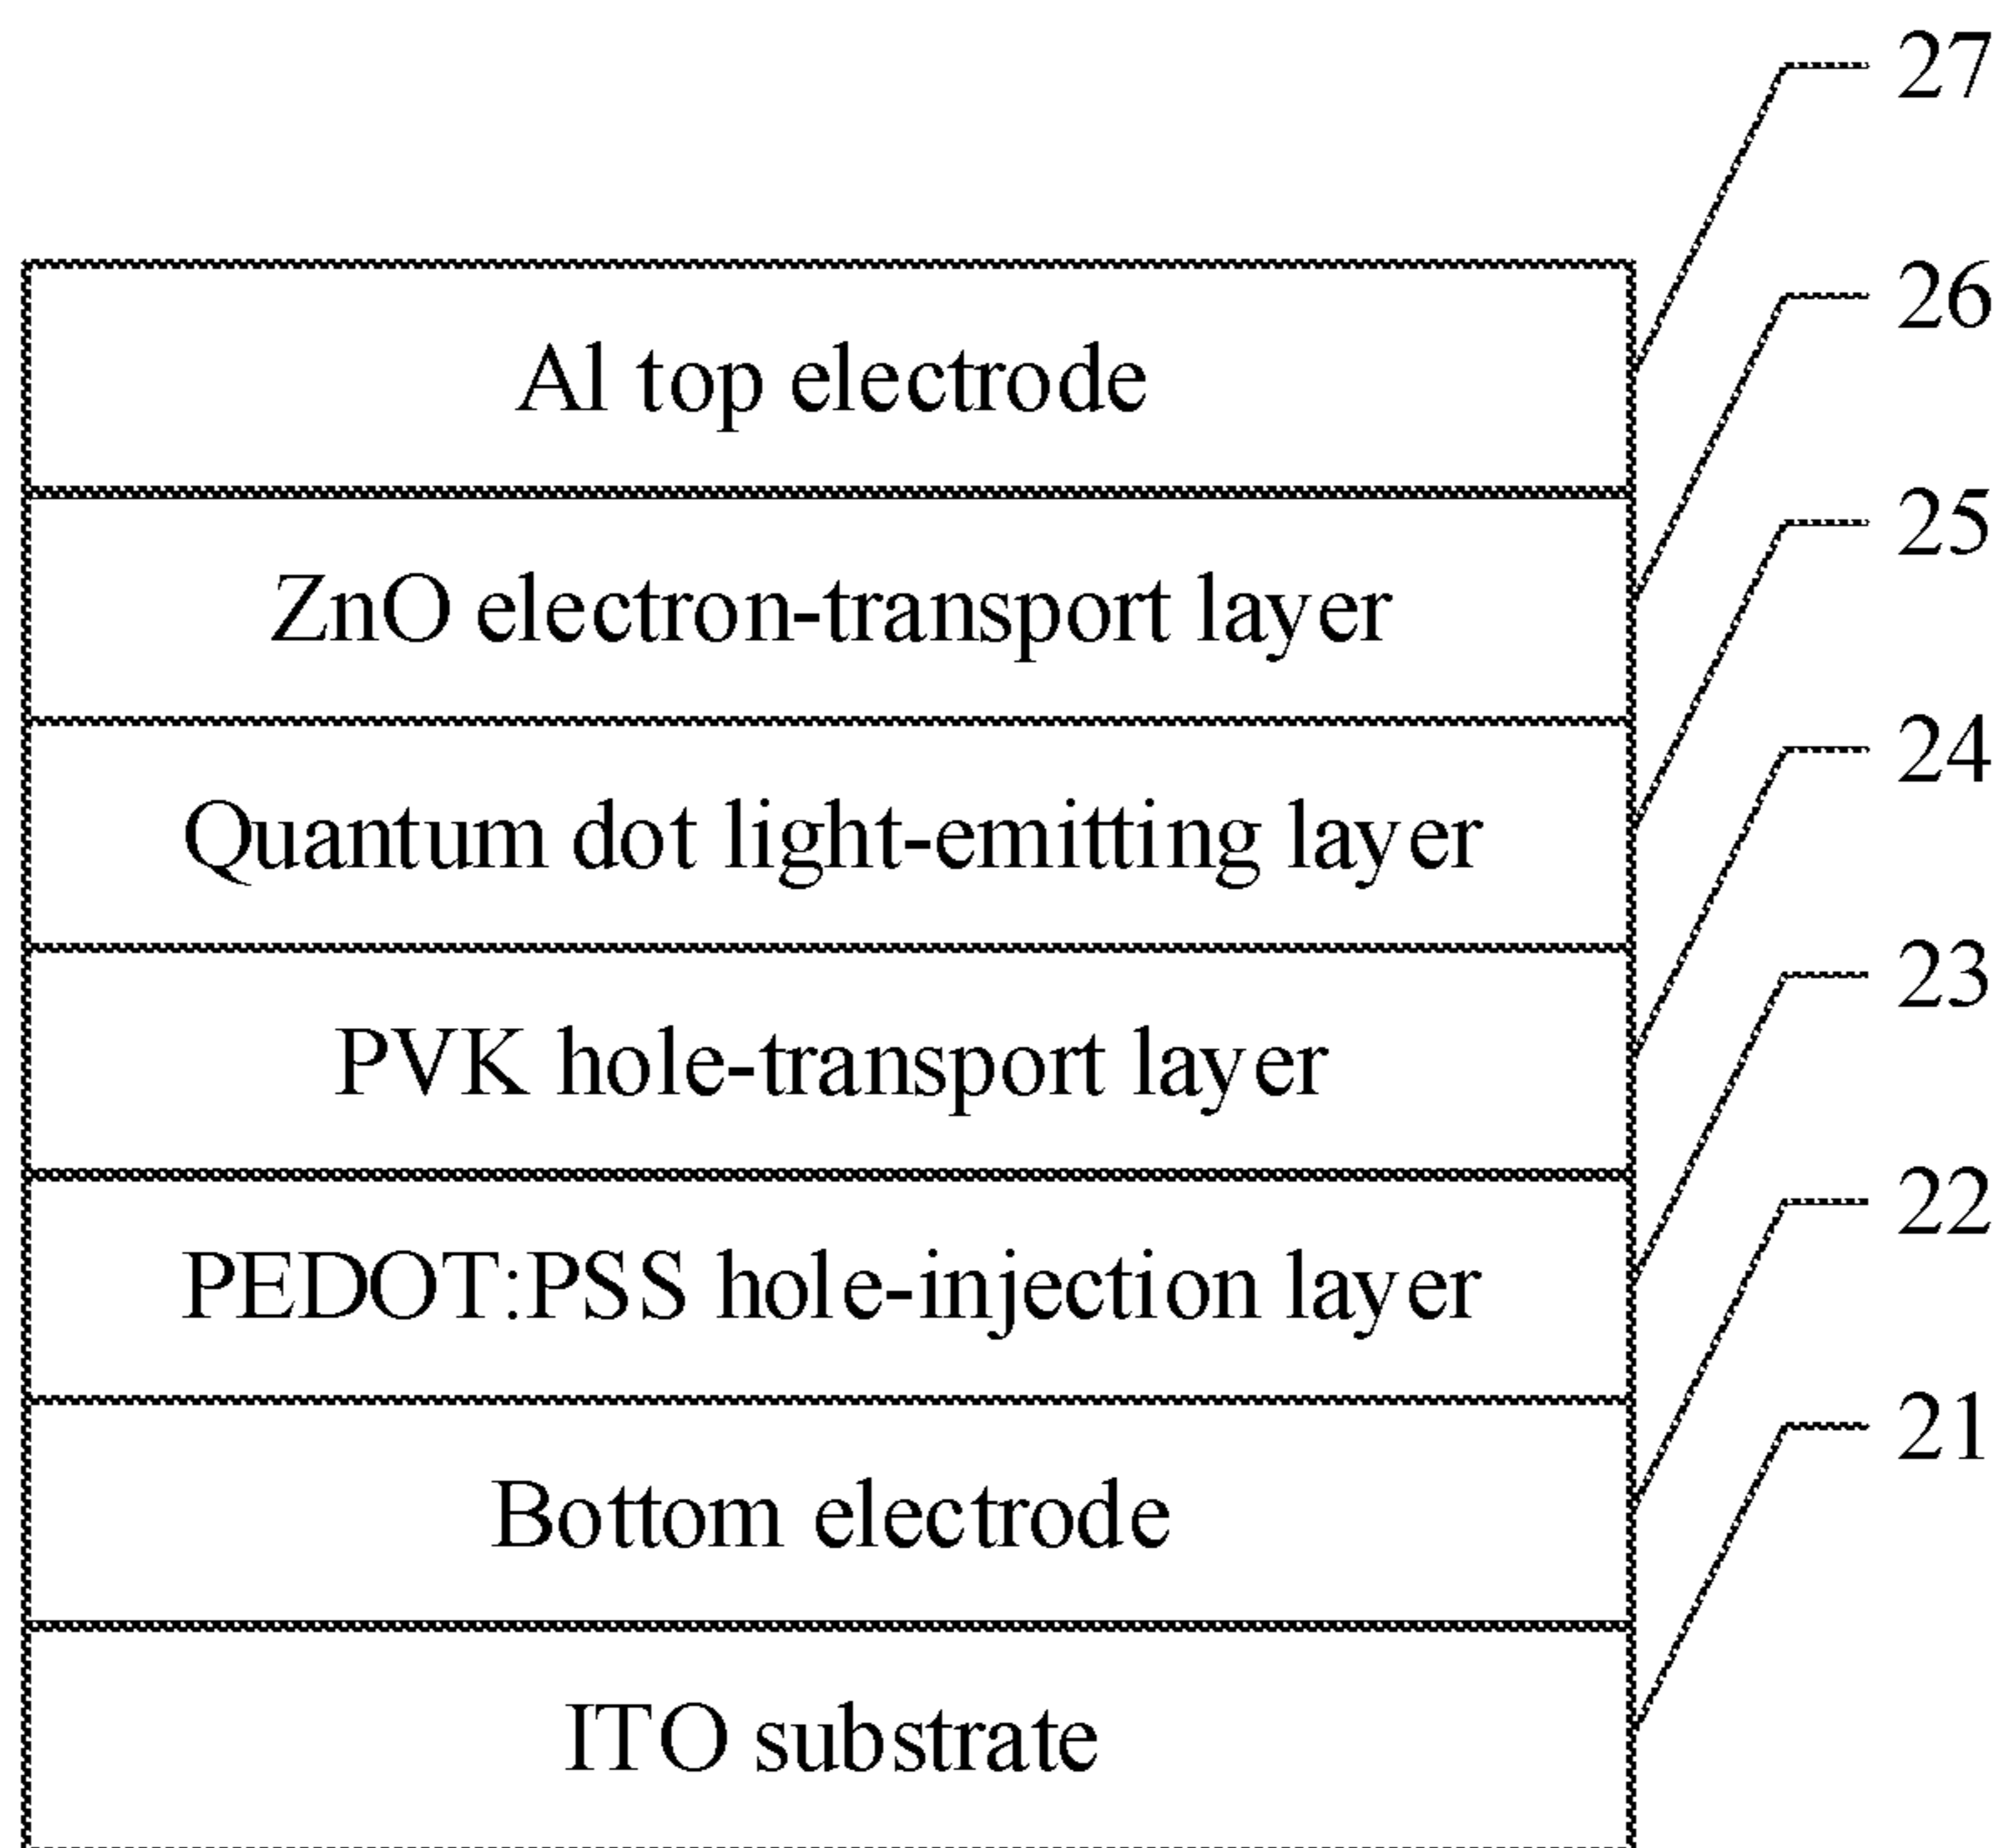 27
Al top electrode
26
ZnO electron-transport layer
25
Quantum dot light-emitting layer
24
PVK hole-transport layer
23
PEDOT:PSS hole-injection layer
22
Bottom electrode
21
ITO substrate